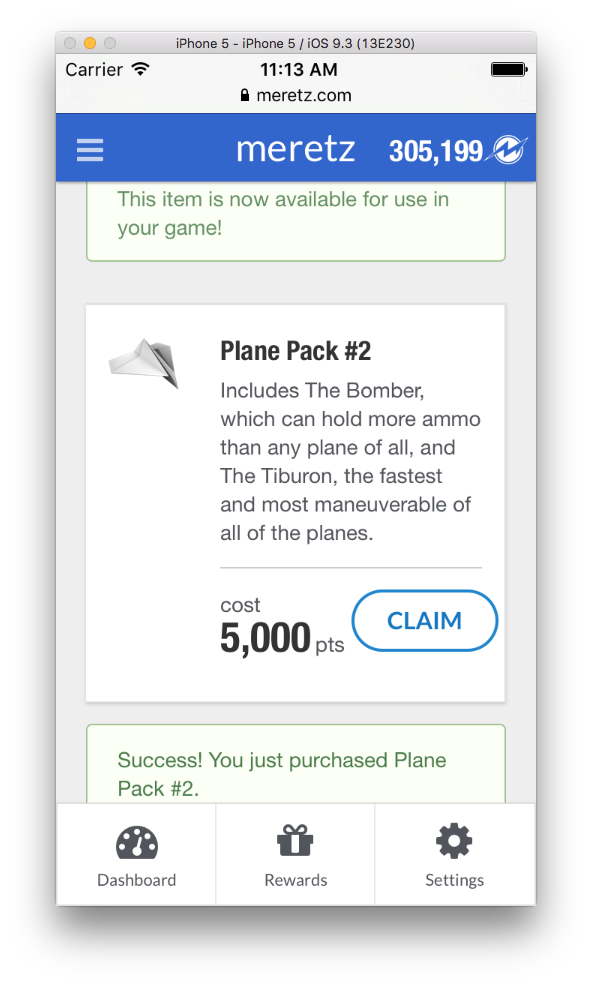 iPhone 5 - iPhone 5 / iOS 9.3 (13E230)
Carrier 11:13 AM
meretz.com
meretz 305,199
This item is now available for use in
your game!
Plane Pack #2
Includes The Bomber,
which can hold more ammo
than any plane of all, and
The Tiburon, the fastest
and most maneuverable of
all of the planes.
cost
5,000 pts
CLAIM
Success! You just purchased Plane
Pack #2.
Dashboard Rewards Settings